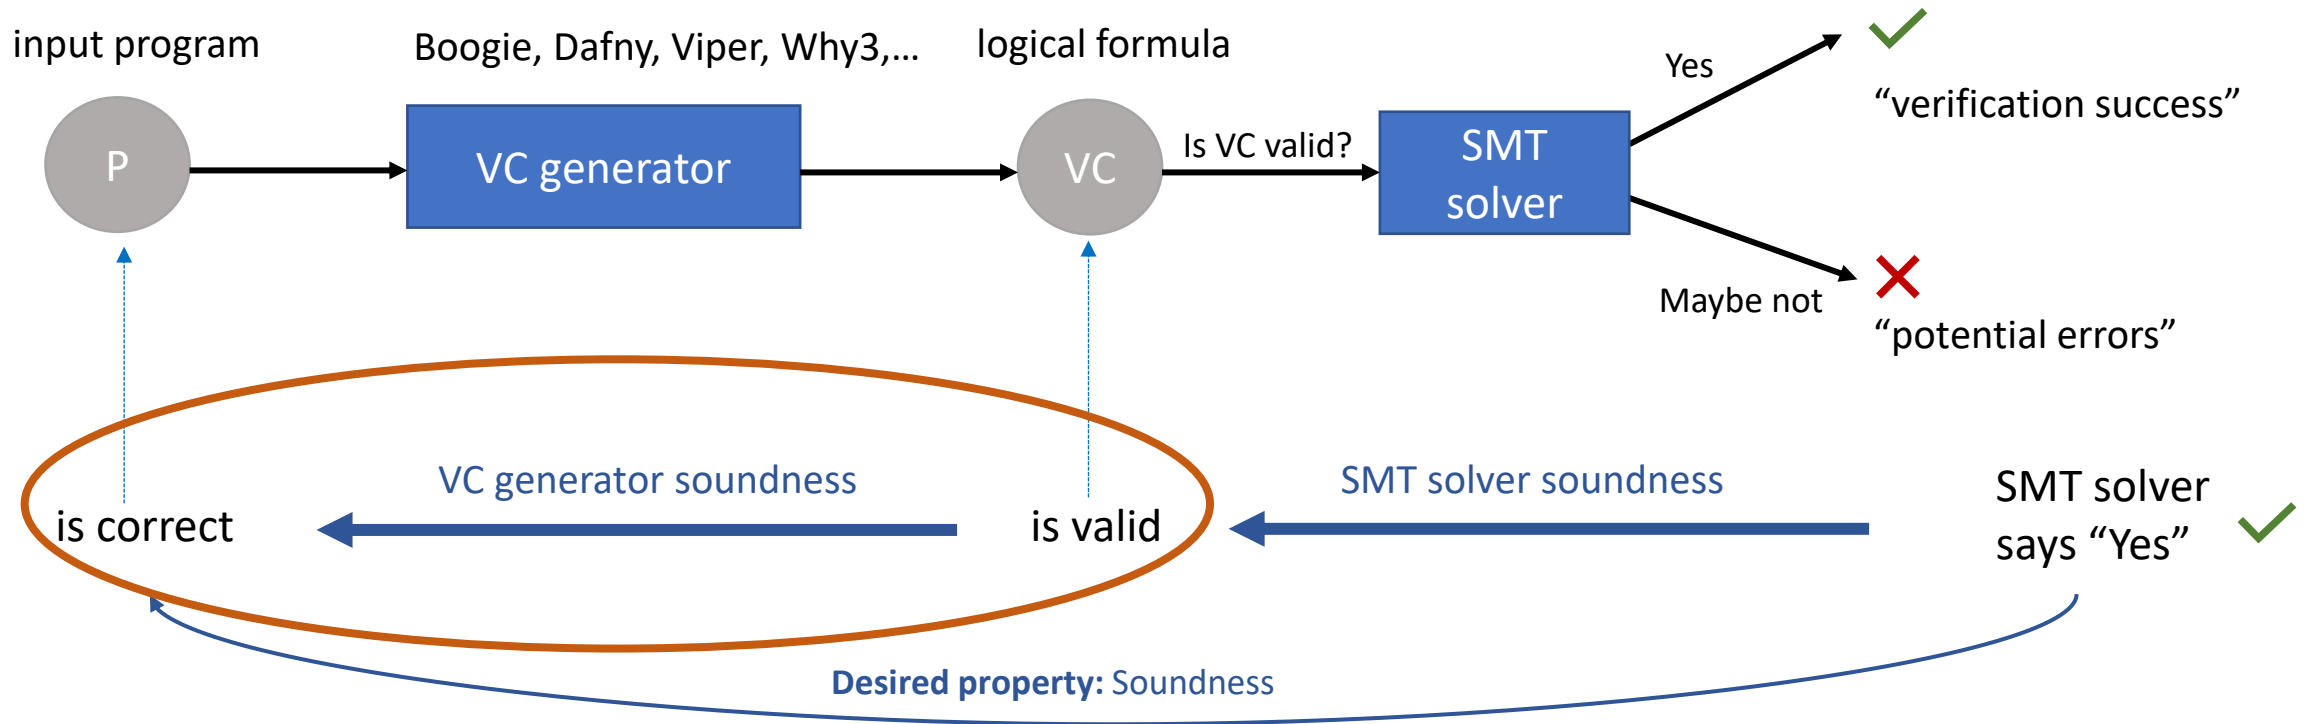 input program
Boogie, Dafny, Viper, Why3,…
logical formula
P
VC generator
VC
Is VC valid?
SMT
solver
Yes
“verification success”
Maybe not
“potential errors”
is correct
VC generator soundness
is valid
SMT solver soundness
SMT solver
says “Yes”
Desired property: Soundness